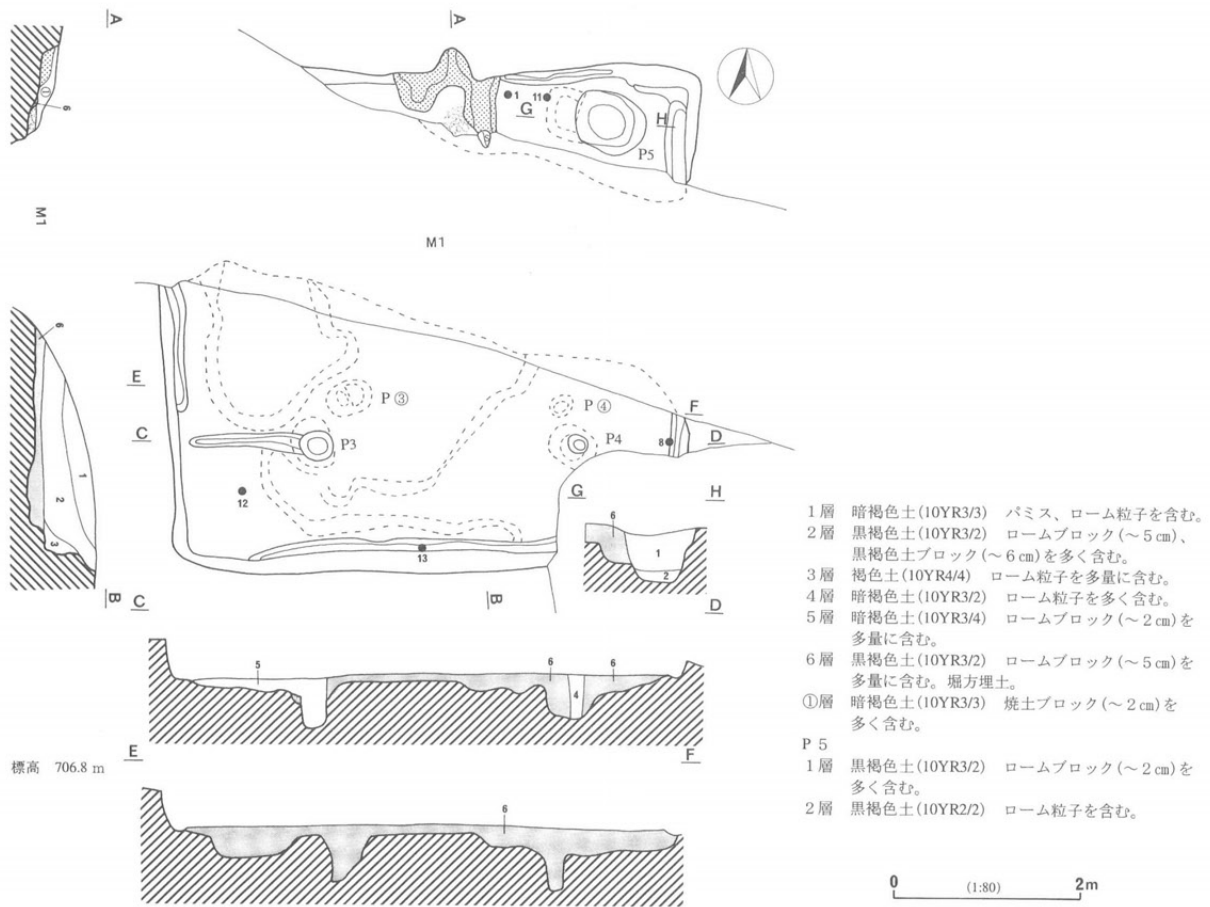 A
A
①
6
1
11
G
H
P5
M1
M1
6
1
2
3
B
E
C
P③
P3
12
13
P④
P4
8
F
D
G
H
6
1
2
C
B
D
5
6
6
4
標高 706.8 m
E
F
6
1層 暗褐色土(10YR3/3) パミス、ローム粒子を含む。
2層 黒褐色土(10YR3/2) ロームブロック(～5㎝)、
黒褐色土ブロック(～6㎝)を多く含む。
3層 褐色土(10YR4/4) ローム粒子を多量に含む。
4層 暗褐色土(10YR3/2) ローム粒子を多く含む。
5層 暗褐色土(10YR3/4) ロームブロック(～2㎝)を
多量に含む。
6層 黒褐色土(10YR3/2) ロームブロック(～5㎝)を
多量に含む。堀方埋土。
①層 暗褐色土(10YR3/3) 焼土ブロック(～2㎝)を
多く含む。
P 5
1層 黒褐色土(10YR3/2) ロームブロック(～2㎝)を
多く含む。
2層 黒褐色土(10YR2/2) ローム粒子を含む。
0 (1:80) 2m